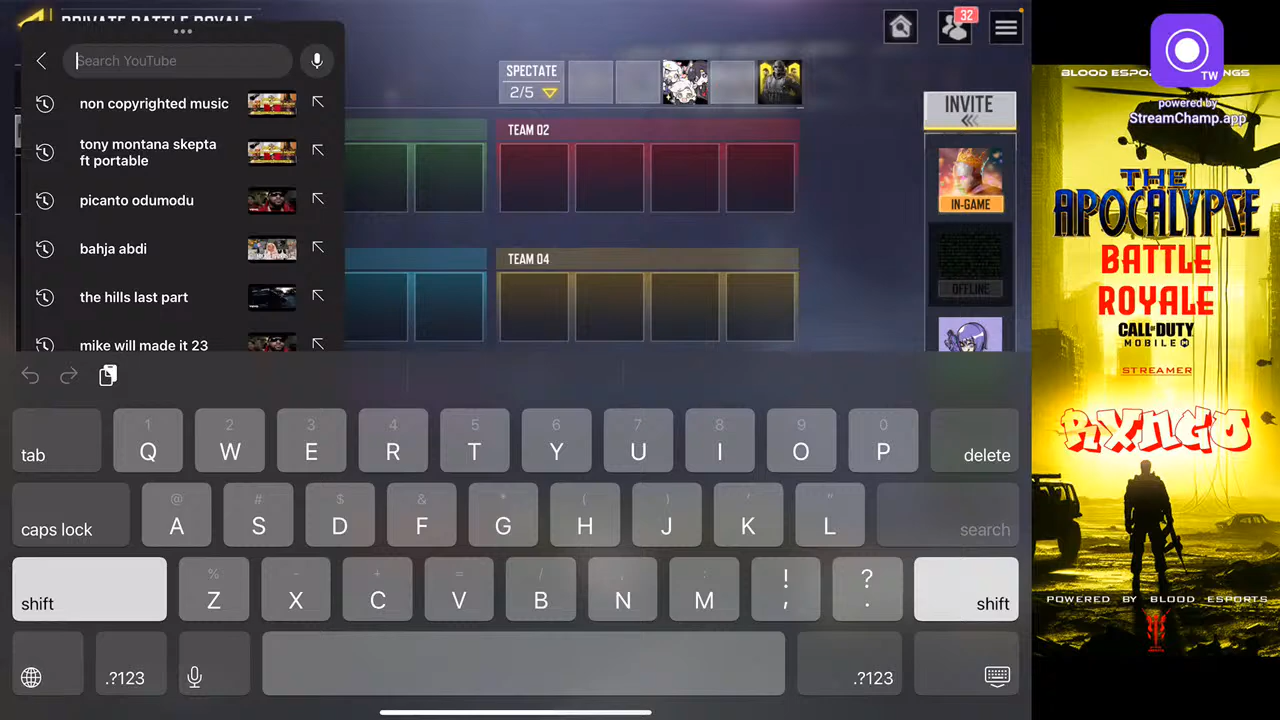 PRIVATE BATTLE ROYALE
Search YouTube
non copyrighted music
tony montana skepta
ft portable
picanto odumodu
bahja abdi
the hills last part
mike will made it 23
SPECTATE
2/5
TEAM 02
TEAM 04
32
INVITE
IN-GAME
OFFLINE
tab
1 2 3 4 5 6 7 8 9 0
Q W E R T Y U I O P
delete
caps lock
@ # $ & * ( ) ' "
A S D F G H J K L
search
shift
% - + = / ; : ! ?
Z X C V B N M , .
shift
.?123
.?123
TW
powered by
StreamChamp.app
THE
APOCALYPSE
BATTLE
ROYALE
CALL OF DUTY
MOBILE
STREAMER
RXNGO
POWERED BY BLOOD ESPORTS